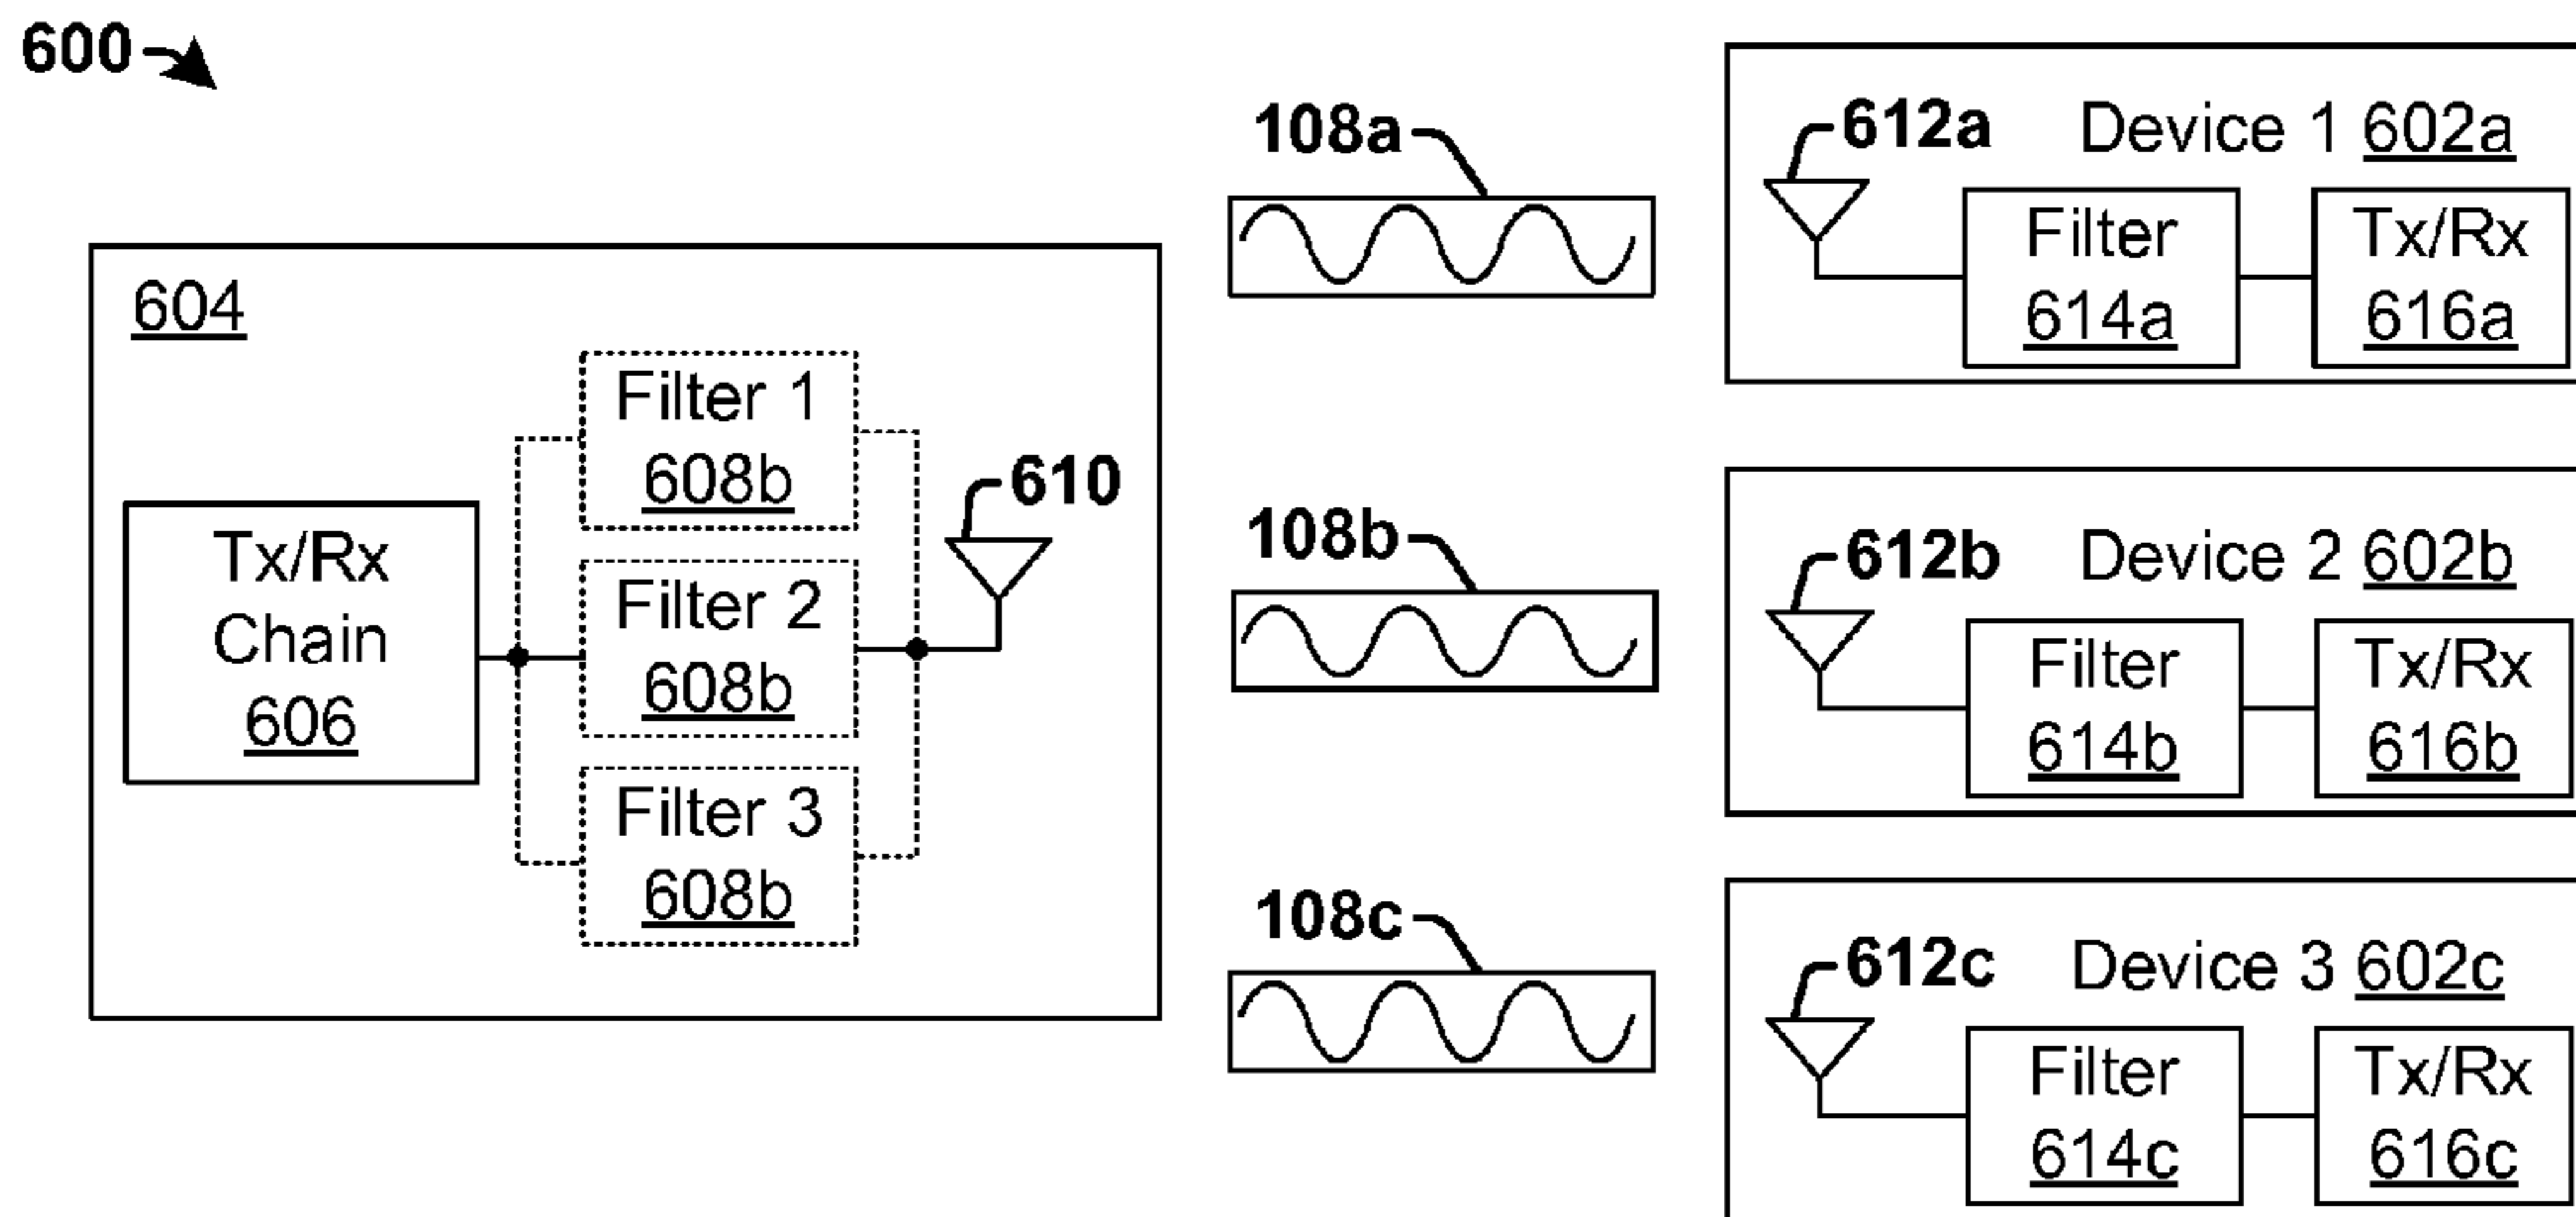 600
604
Tx/Rx
Chain
606
Filter 1
608b
Filter 2
608b
Filter 3
608b
610
108a
108b
108c
612a Device 1 602a
Filter
614a
Tx/Rx
616a
612b Device 2 602b
Filter
614b
Tx/Rx
616b
612c Device 3 602c
Filter
614c
Tx/Rx
616c